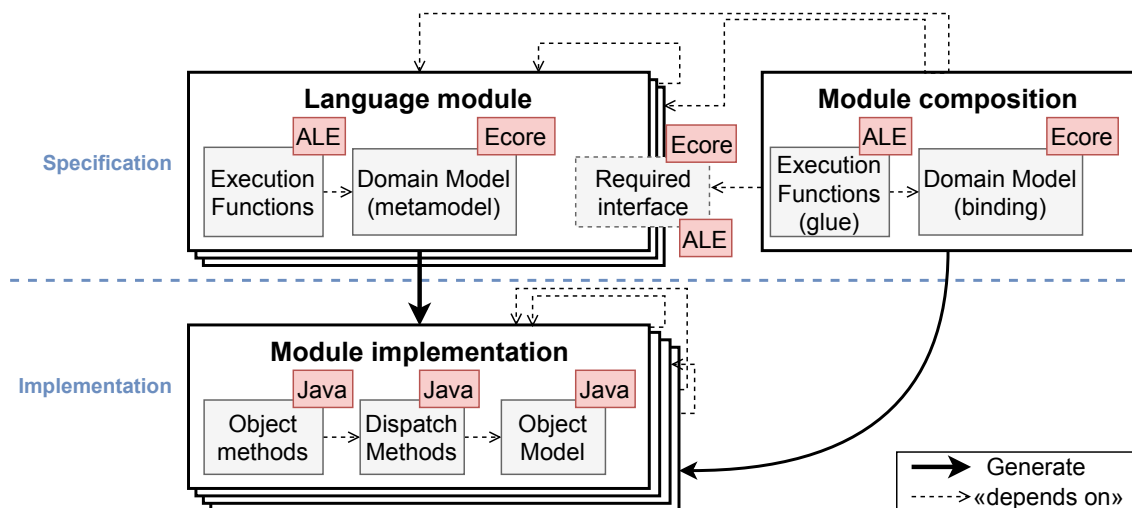 Language module
Module composition
Specification
ALE
Execution
Functions
Ecore
Domain Model
(metamodel)
Ecore
Required
interface
ALE
ALE
Execution
Functions
(glue)
Ecore
Domain Model
(binding)
Implementation
Module implementation
Java
Object
methods
Java
Dispatch
Methods
Java
Object
Model
Generate
«depends on»